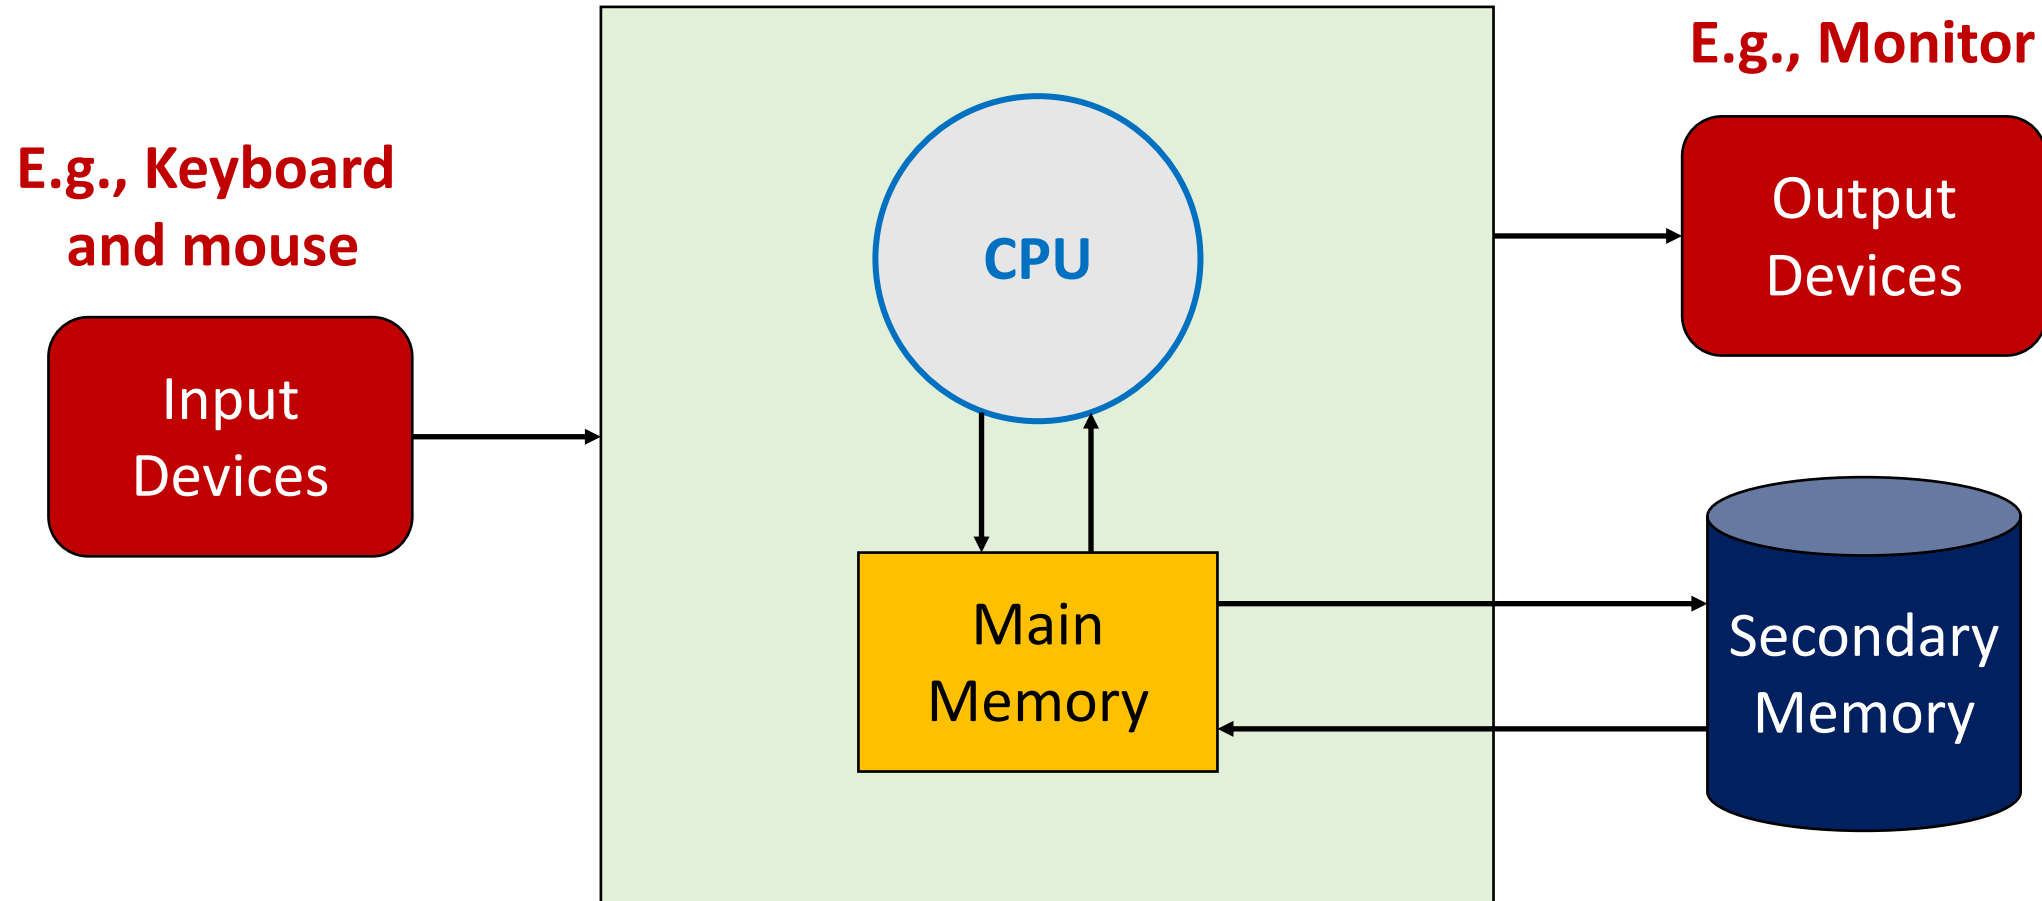 E.g., Keyboard
and mouse
Input
Devices
CPU
Main
Memory
E.g., Monitor
Output
Devices
Secondary
Memory